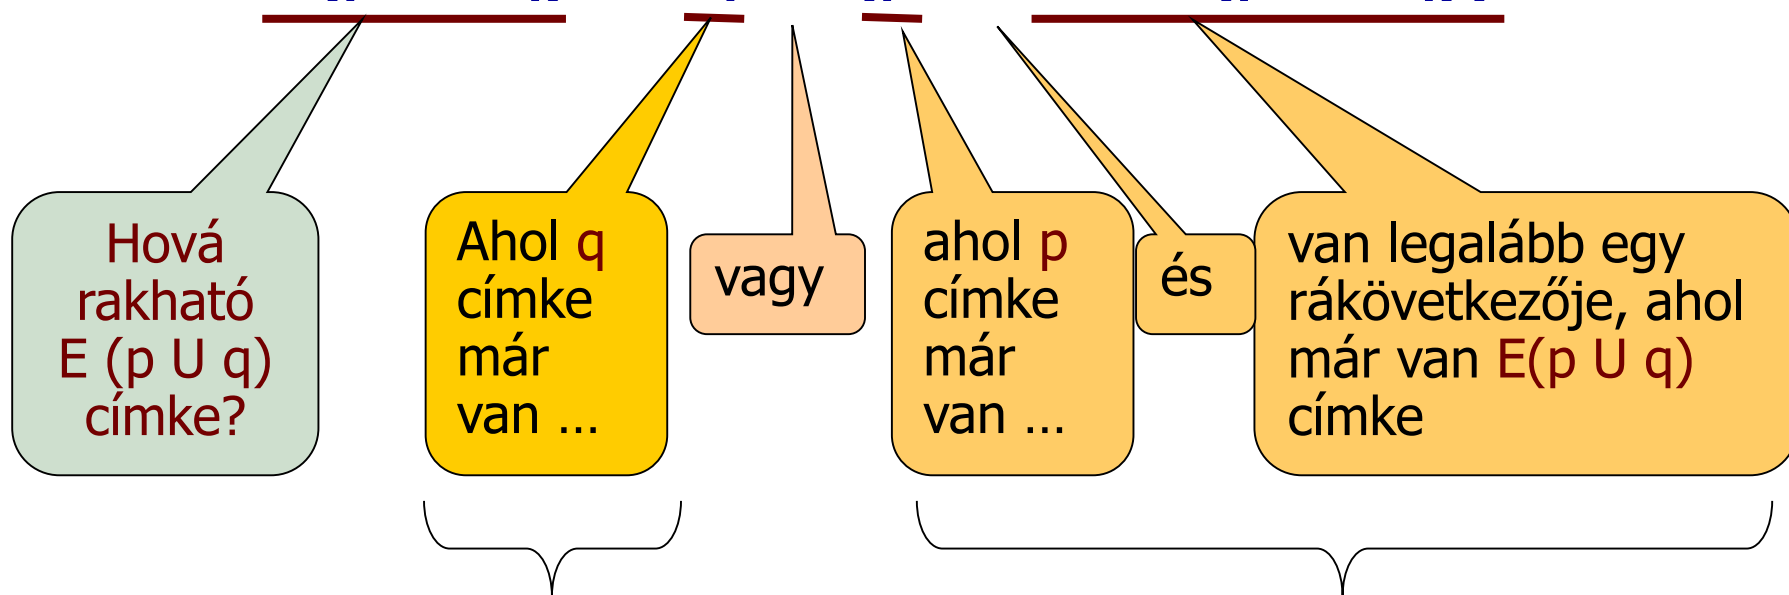 Hová
rakható
E (p U q)
címke?
Ahol q
címke
már
van ...
vagy
ahol p
címke
már
van ...
és
van legalább egy
rákövetkezője, ahol
már van E(p U q)
címke